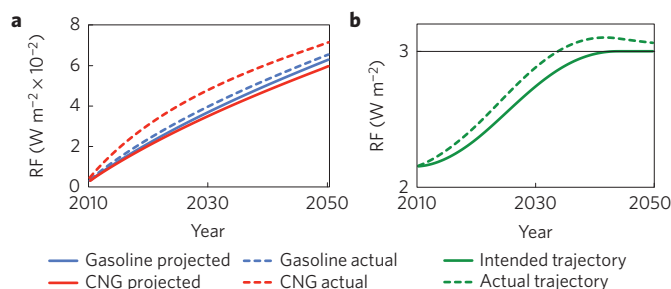 a
8
6
4
2
0
RF (W m⁻² × 10⁻²)
2010
2030
2050
Year
b
3
2
RF (W m⁻²)
2010
2030
2050
Year
Gasoline projected
Gasoline actual
Intended trajectory
CNG projected
CNG actual
Actual trajectory